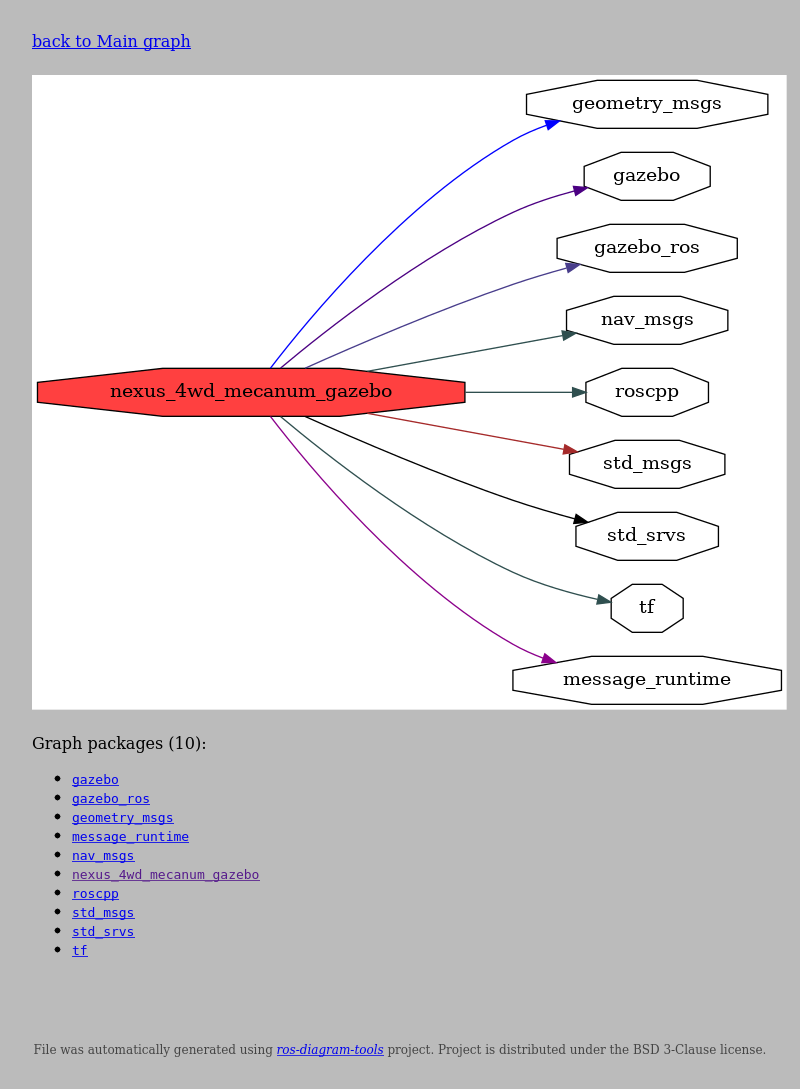 back to Main graph
geometry_msgs
gazebo
gazebo_ros
nav_msgs
nexus_4wd_mecanum_gazebo
roscpp
std_msgs
std_srvs
tf
message_runtime
Graph packages (10):
gazebo
gazebo_ros
geometry_msgs
message_runtime
nav_msgs
nexus_4wd_mecanum_gazebo
roscpp
std_msgs
std_srvs
tf
File was automatically generated using ros-diagram-tools project. Project is distributed under the BSD 3-Clause license.